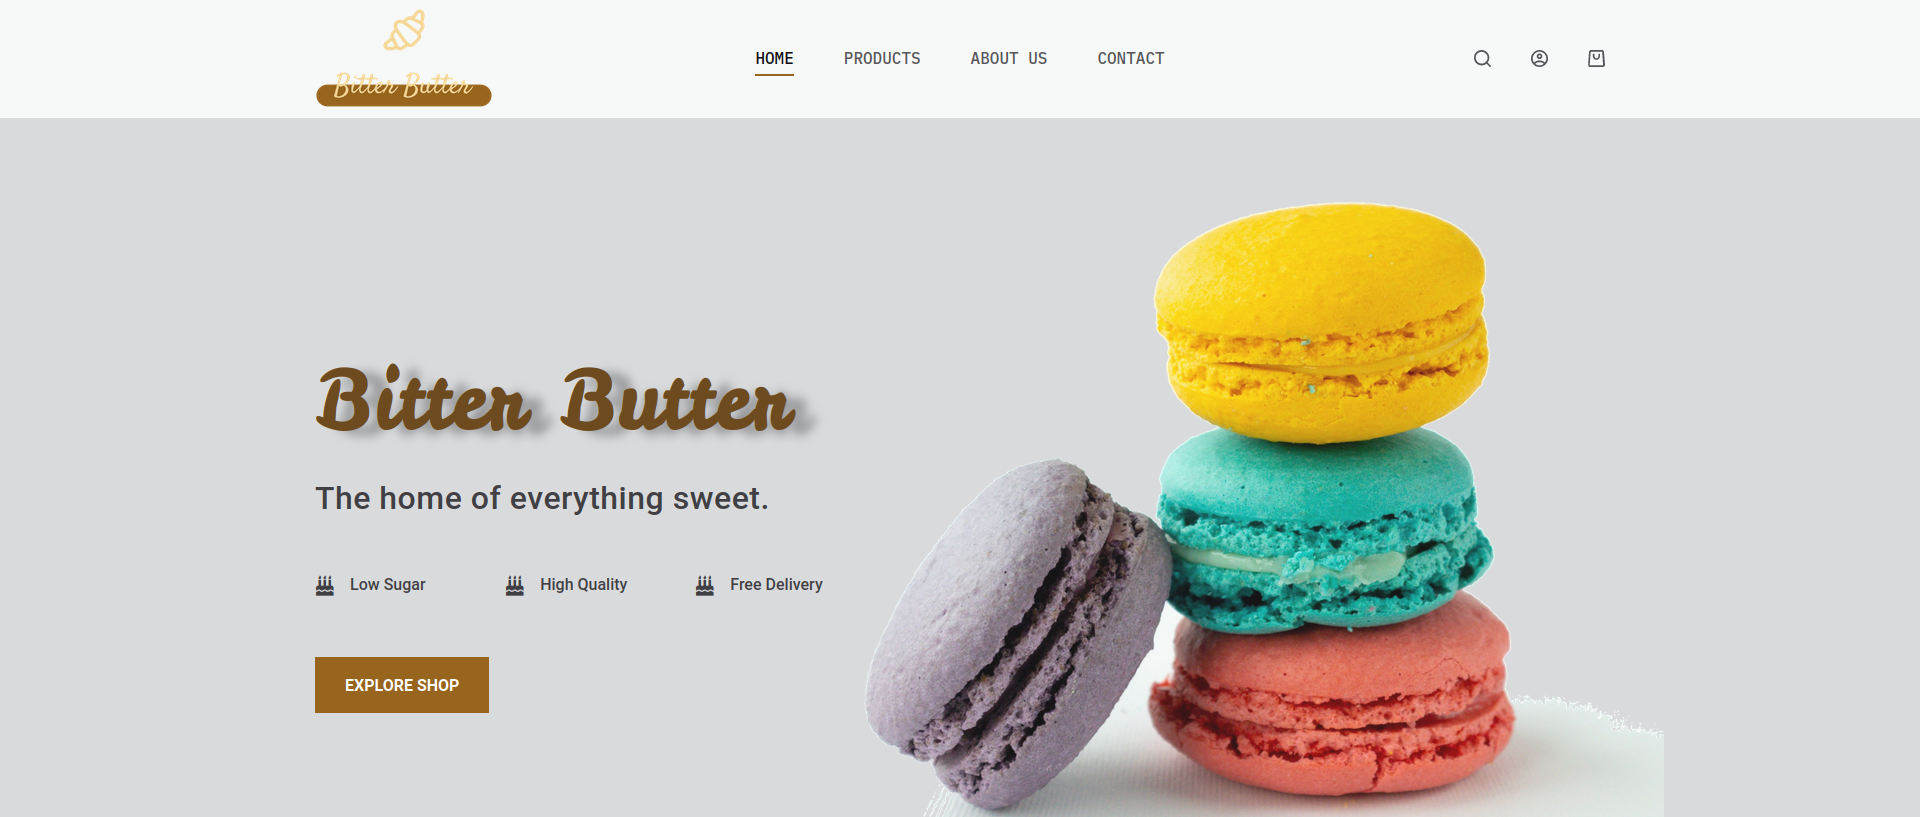 Bitter Butter
HOME PRODUCTS ABOUT US CONTACT
Bitter Butter
The home of everything sweet.
Low Sugar High Quality Free Delivery
EXPLORE SHOP